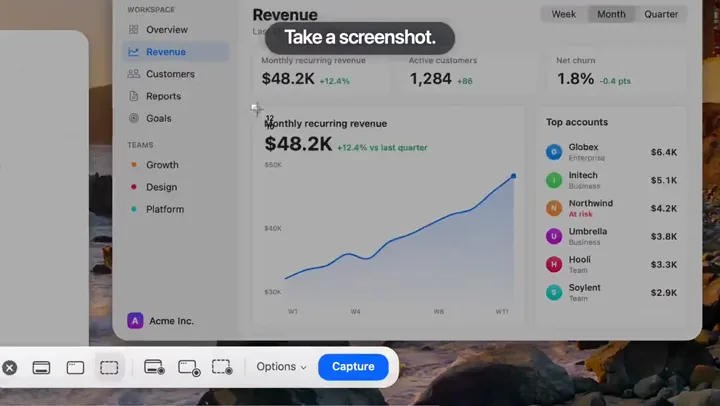 WORKSPACE
Overview
Revenue
Customers
Reports
Goals
TEAMS
Growth
Design
Platform
A Acme Inc.
Revenue
Week Month Quarter
Take a screenshot.
Monthly recurring revenue
$48.2K +12.4%
Active customers
1,284 +86
Net churn
1.8% -0.4 pts
Monthly recurring revenue
$48.2K +12.4% vs last quarter
$50K
$40K
$30K
W1 W4 W8 W11
Top accounts
G Globex $6.4K
Enterprise
I Initech $5.1K
Business
N Northwind $4.2K
At risk
U Umbrella $3.8K
Business
H Hooli $3.3K
Team
S Soylent $2.9K
Team
Options Capture